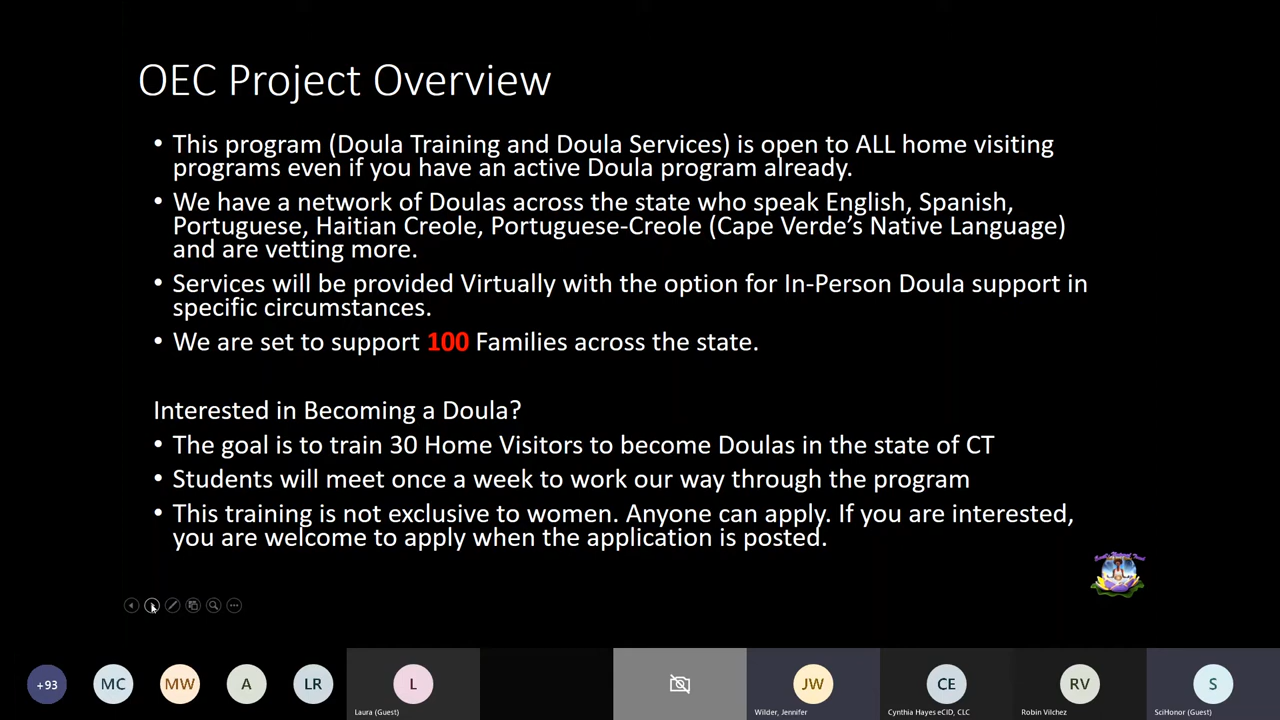 OEC Project Overview
• This program (Doula Training and Doula Services) is open to ALL home visiting
programs even if you have an active Doula program already.
• We have a network of Doulas across the state who speak English, Spanish,
Portuguese, Haitian Creole, Portuguese-Creole (Cape Verde’s Native Language)
and are vetting more.
• Services will be provided Virtually with the option for In-Person Doula support in
specific circumstances.
• We are set to support 100 Families across the state.
Interested in Becoming a Doula?
• The goal is to train 30 Home Visitors to become Doulas in the state of CT
• Students will meet once a week to work our way through the program
• This training is not exclusive to women. Anyone can apply. If you are interested,
you are welcome to apply when the application is posted.
+93 MC MW A LR L JW CE RV S
Laura (Guest) Wilder, Jennifer Cynthia Hayes eCID, CLC Robin Vilchez SciHonor (Guest)